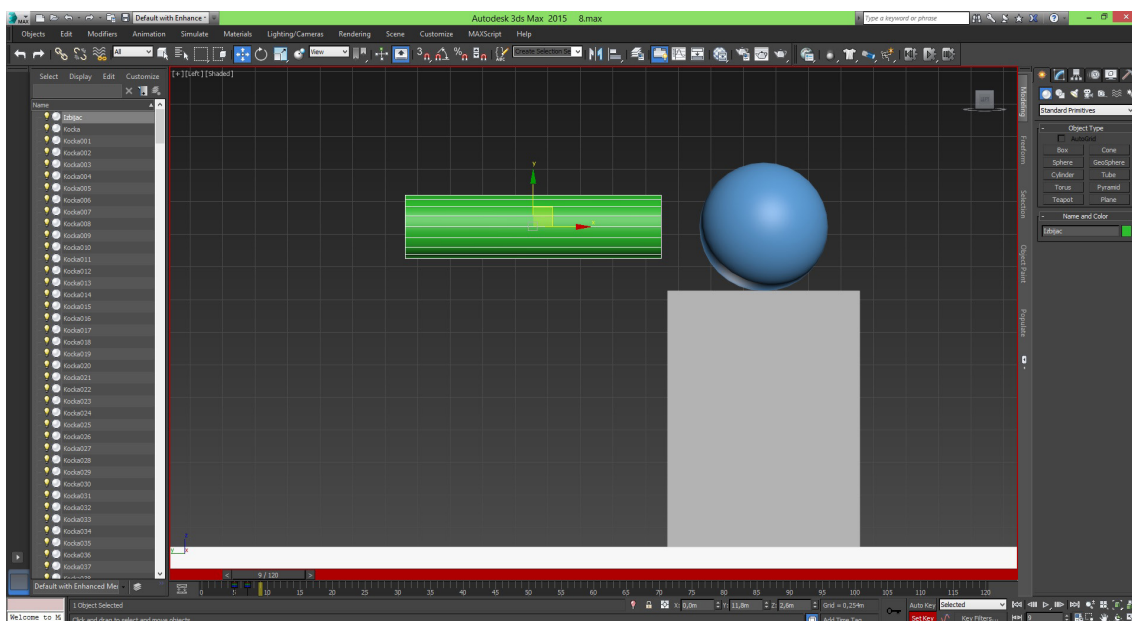 Default with Enhance
Autodesk 3ds Max 2015 8.max
Type a keyword or phrase
MAX
Objects Edit Modifiers Animation Simulate Materials Lighting/Cameras Rendering Scene Customize MAXScript Help
All
View
Create Selection Se
Select Display Edit Customize
[+] [Left] [Shaded]
Name
Izbijac
Kocka
Kocka001
Kocka002
Kocka003
Kocka004
Kocka005
Kocka006
Kocka007
Kocka008
Kocka009
Kocka010
Kocka011
Kocka012
Kocka013
Kocka014
Kocka015
Kocka016
Kocka017
Kocka018
Kocka019
Kocka020
Kocka021
Kocka022
Kocka023
Kocka024
Kocka025
Kocka026
Kocka027
Kocka028
Kocka029
Kocka030
Kocka031
Kocka032
Kocka033
Kocka034
Kocka035
Kocka036
Kocka037
Modeling
Freeform
Selection
Object Paint
Populate
Standard Primitives
- Object Type
AutoGrid
Box Cone
Sphere GeoSphere
Cylinder Tube
Torus Pyramid
Teapot Plane
- Name and Color
Izbijac
< 9 / 120 >
Default with Enhanced Me
0 5 10 15 20 25 30 35 40 45 50 55 60 65 70 75 80 85 90 95 100 105 110 115 120
1 Object Selected
X: 0,0m Y: 11,8m Z: 2,6m Grid = 0,254m
Auto Key Selected
Welcome to M
Click and drag to select and move objects
Add Time Tag
Set Key Key Filters...
9